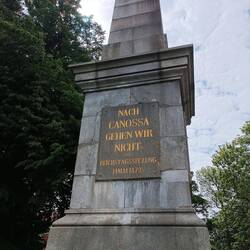 NACH
CANOSSA
GEHEN WIR
NICHT·
REICHSTAGSSITZUNG
14.MAI 1872.